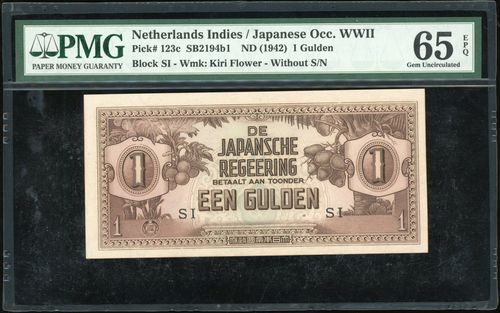 PMG
PAPER MONEY GUARANTY
Netherlands Indies / Japanese Occ. WWII
Pick# 123c SB2194b1 ND (1942) 1 Gulden
Block SI - Wmk: Kiri Flower - Without S/N
65 EPQ
Gem Uncirculated
DE
JAPANSCHE
REGEERING
BETAALT AAN TOONDER
EEN GULDEN
1
1
SI
SI
1
1